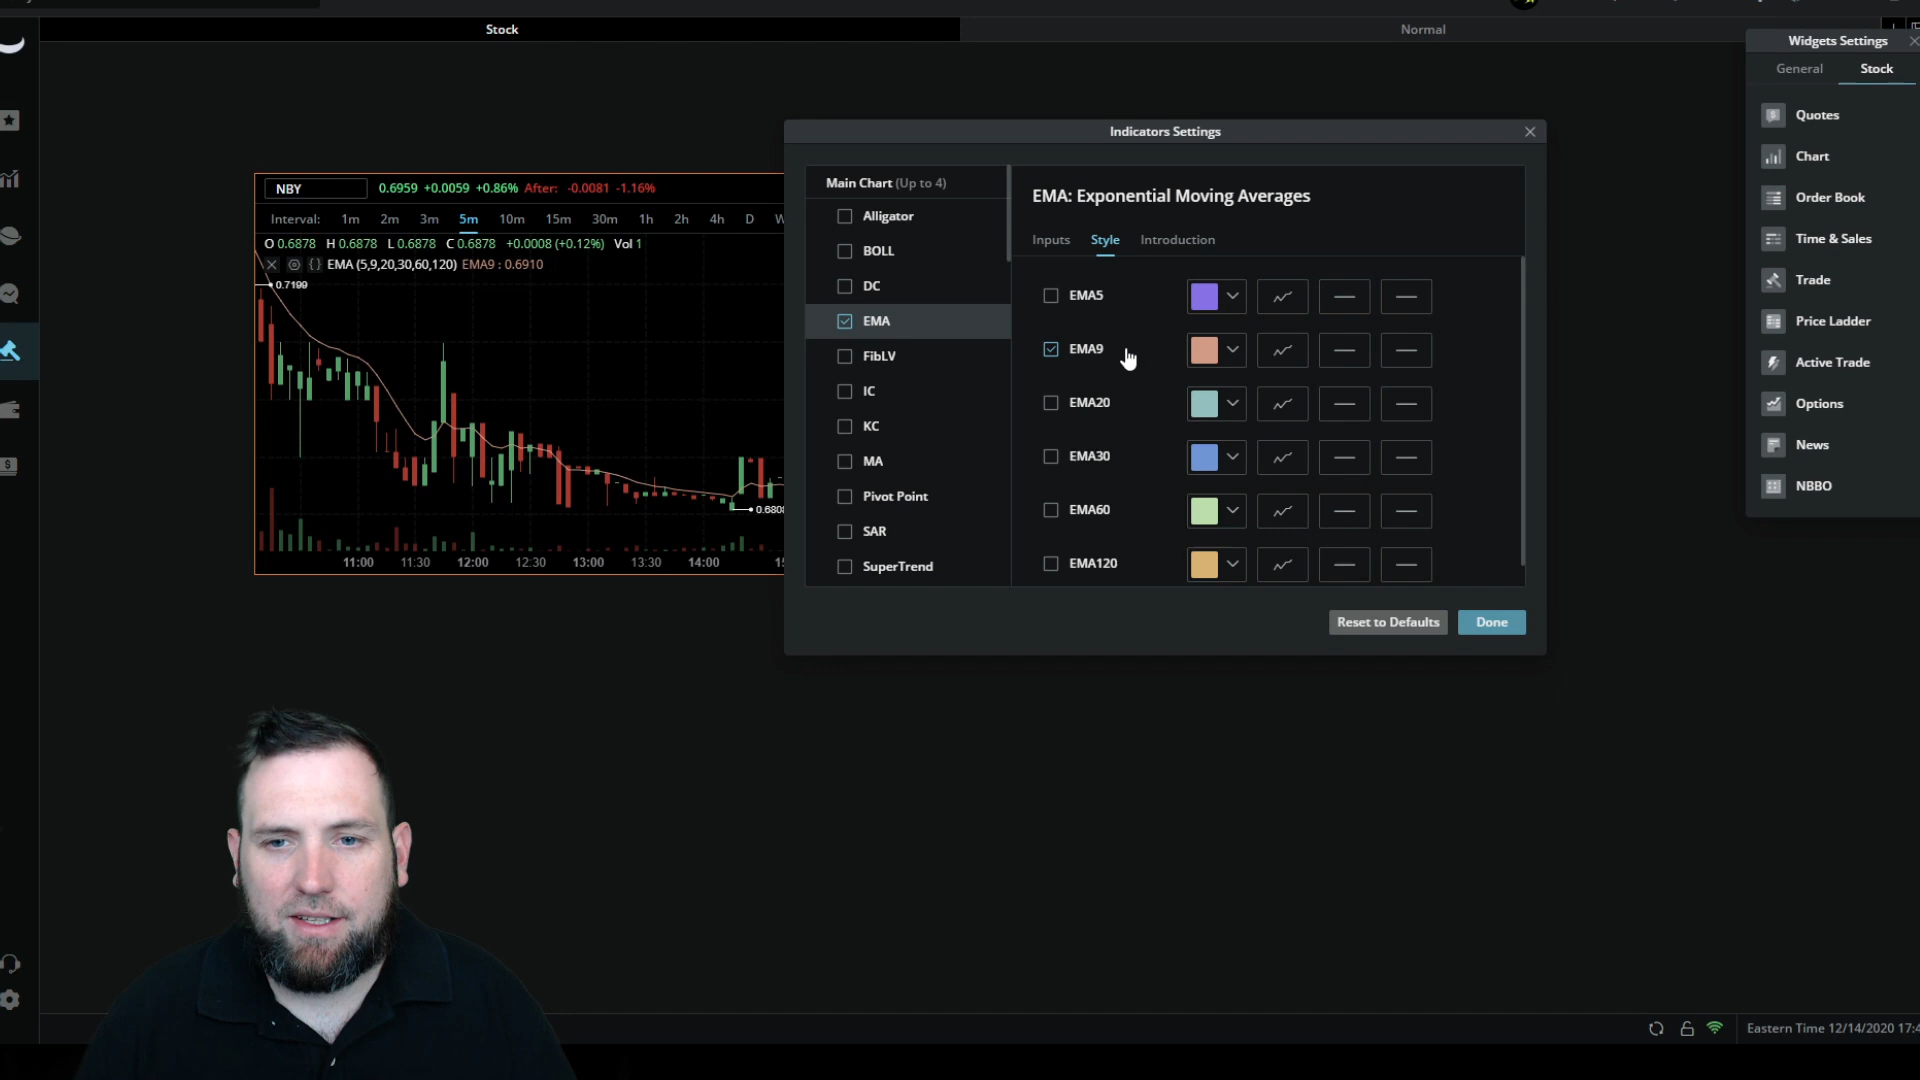 Stock
Normal
Widgets Settings
General Stock
Quotes
Chart
Order Book
Time & Sales
Trade
Price Ladder
Active Trade
Options
News
NBBO
NBY 0.6959 +0.0059 +0.86% After: -0.0081 -1.16%
Interval: 1m 2m 3m 5m 10m 15m 30m 1h 2h 4h D W
O 0.6878 H 0.6878 L 0.6878 C 0.6878 +0.0008 (+0.12%) Vol 1
EMA (5,9,20,30,60,120) EMA9 : 0.6910
0.7199
0.680
11:00 11:30 12:00 12:30 13:00 13:30 14:00
Indicators Settings
Main Chart (Up to 4)
Alligator
BOLL
DC
EMA
FibLV
IC
KC
MA
Pivot Point
SAR
SuperTrend
EMA: Exponential Moving Averages
Inputs Style Introduction
EMA5
EMA9
EMA20
EMA30
EMA60
EMA120
Reset to Defaults Done
Eastern Time 12/14/2020 17:4